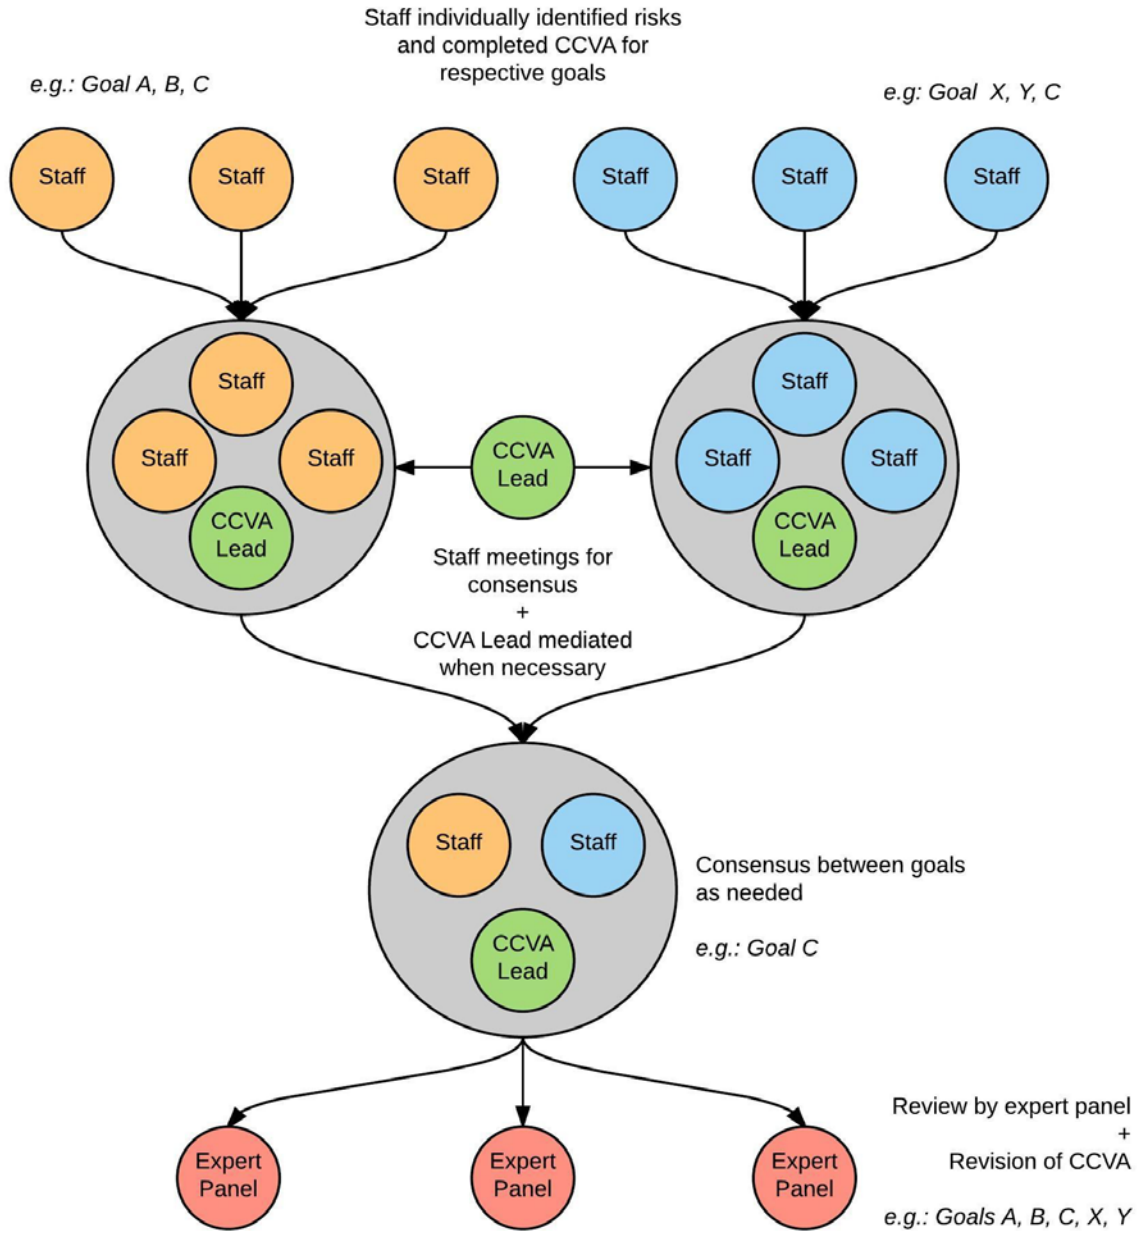 Staff individually identified risks
and completed CCVA for
respective goals
e.g.: Goal A, B, C
e.g: Goal X, Y, C
Staff
Staff
Staff
Staff
Staff
Staff
Staff
Staff
Staff
CCVA
Lead
CCVA
Lead
Staff
Staff
Staff
CCVA
Lead
Staff meetings for
consensus
+
CCVA Lead mediated
when necessary
Staff
Staff
CCVA
Lead
Consensus between goals
as needed
e.g.: Goal C
Expert
Panel
Expert
Panel
Expert
Panel
Review by expert panel
+
Revision of CCVA
e.g.: Goals A, B, C, X, Y